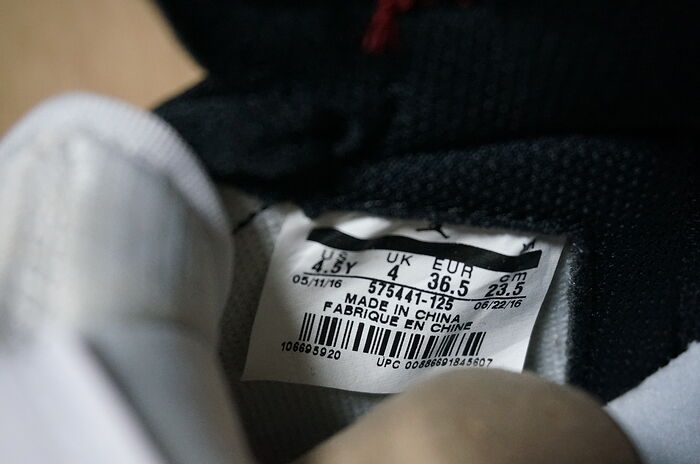 US UK EUR cm
4.5Y 4 36.5 23.5
05/11/16 575441-125 06/22/16
MADE IN CHINA
FABRIQUE EN CHINE
106695920 UPC 00886691845607